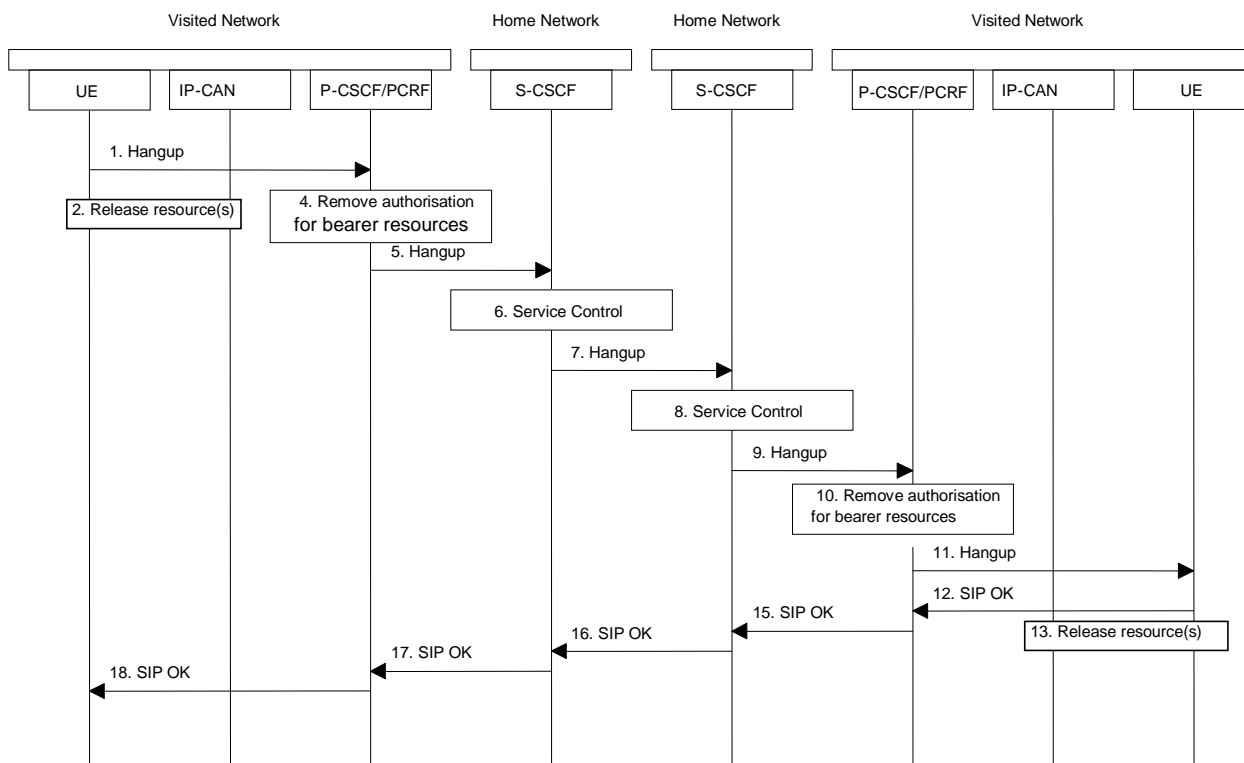 Visited Network
Home Network
Home Network
Visited Network
UE
IP-CAN
P-CSCF/PCRF
S-CSCF
S-CSCF
P-CSCF/PCRF
IP-CAN
UE
1. Hangup
2. Release resource(s)
4. Remove authorisation
for bearer resources
5. Hangup
6. Service Control
7. Hangup
8. Service Control
9. Hangup
10. Remove authorisation
for bearer resources
11. Hangup
12. SIP OK
15. SIP OK
13. Release resource(s)
16. SIP OK
17. SIP OK
18. SIP OK